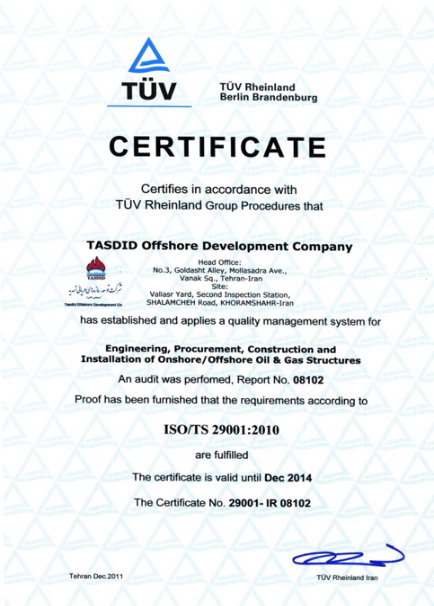 TÜV
TÜV Rheinland
Berlin Brandenburg
CERTIFICATE
Certifies in accordance with
TÜV Rheinland Group Procedures that
TASDID Offshore Development Company
TASDID
Tasdid Offshore Development Co.
Head Office:
No.3, Goldasht Alley, Mollasadra Ave.,
Vanak Sq., Tehran-Iran
Site:
Valiasr Yard, Second Inspection Station,
SHALAMCHEH Road, KHORAMSHAHR-Iran
has established and applies a quality management system for
Engineering, Procurement, Construction and
Installation of Onshore/Offshore Oil & Gas Structures
An audit was perfomed, Report No. 08102
Proof has been furnished that the requirements according to
ISO/TS 29001:2010
are fulfilled
The certificate is valid until Dec 2014
The Certificate No. 29001- IR 08102
Tehran Dec.2011
TÜV Rheinland Iran